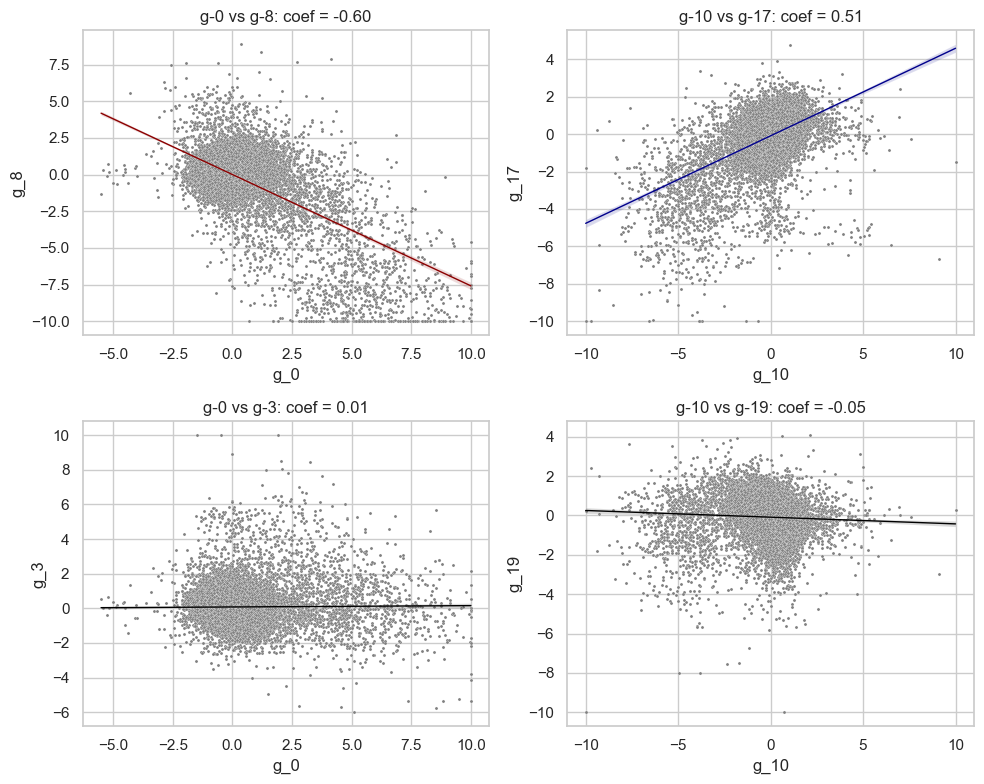 g-0 vs g-8: coef = -0.60
7.5
5.0
2.5
0.0
−2.5
−5.0
−7.5
−10.0
g_8
−5.0 −2.5 0.0 2.5 5.0 7.5 10.0
g_0
g-10 vs g-17: coef = 0.51
4
2
0
−2
−4
−6
−8
−10
g_17
−10 −5 0 5 10
g_10
g-0 vs g-3: coef = 0.01
10
8
6
4
2
0
−2
−4
−6
g_3
−5.0 −2.5 0.0 2.5 5.0 7.5 10.0
g_0
g-10 vs g-19: coef = -0.05
4
2
0
−2
−4
−6
−8
−10
g_19
−10 −5 0 5 10
g_10